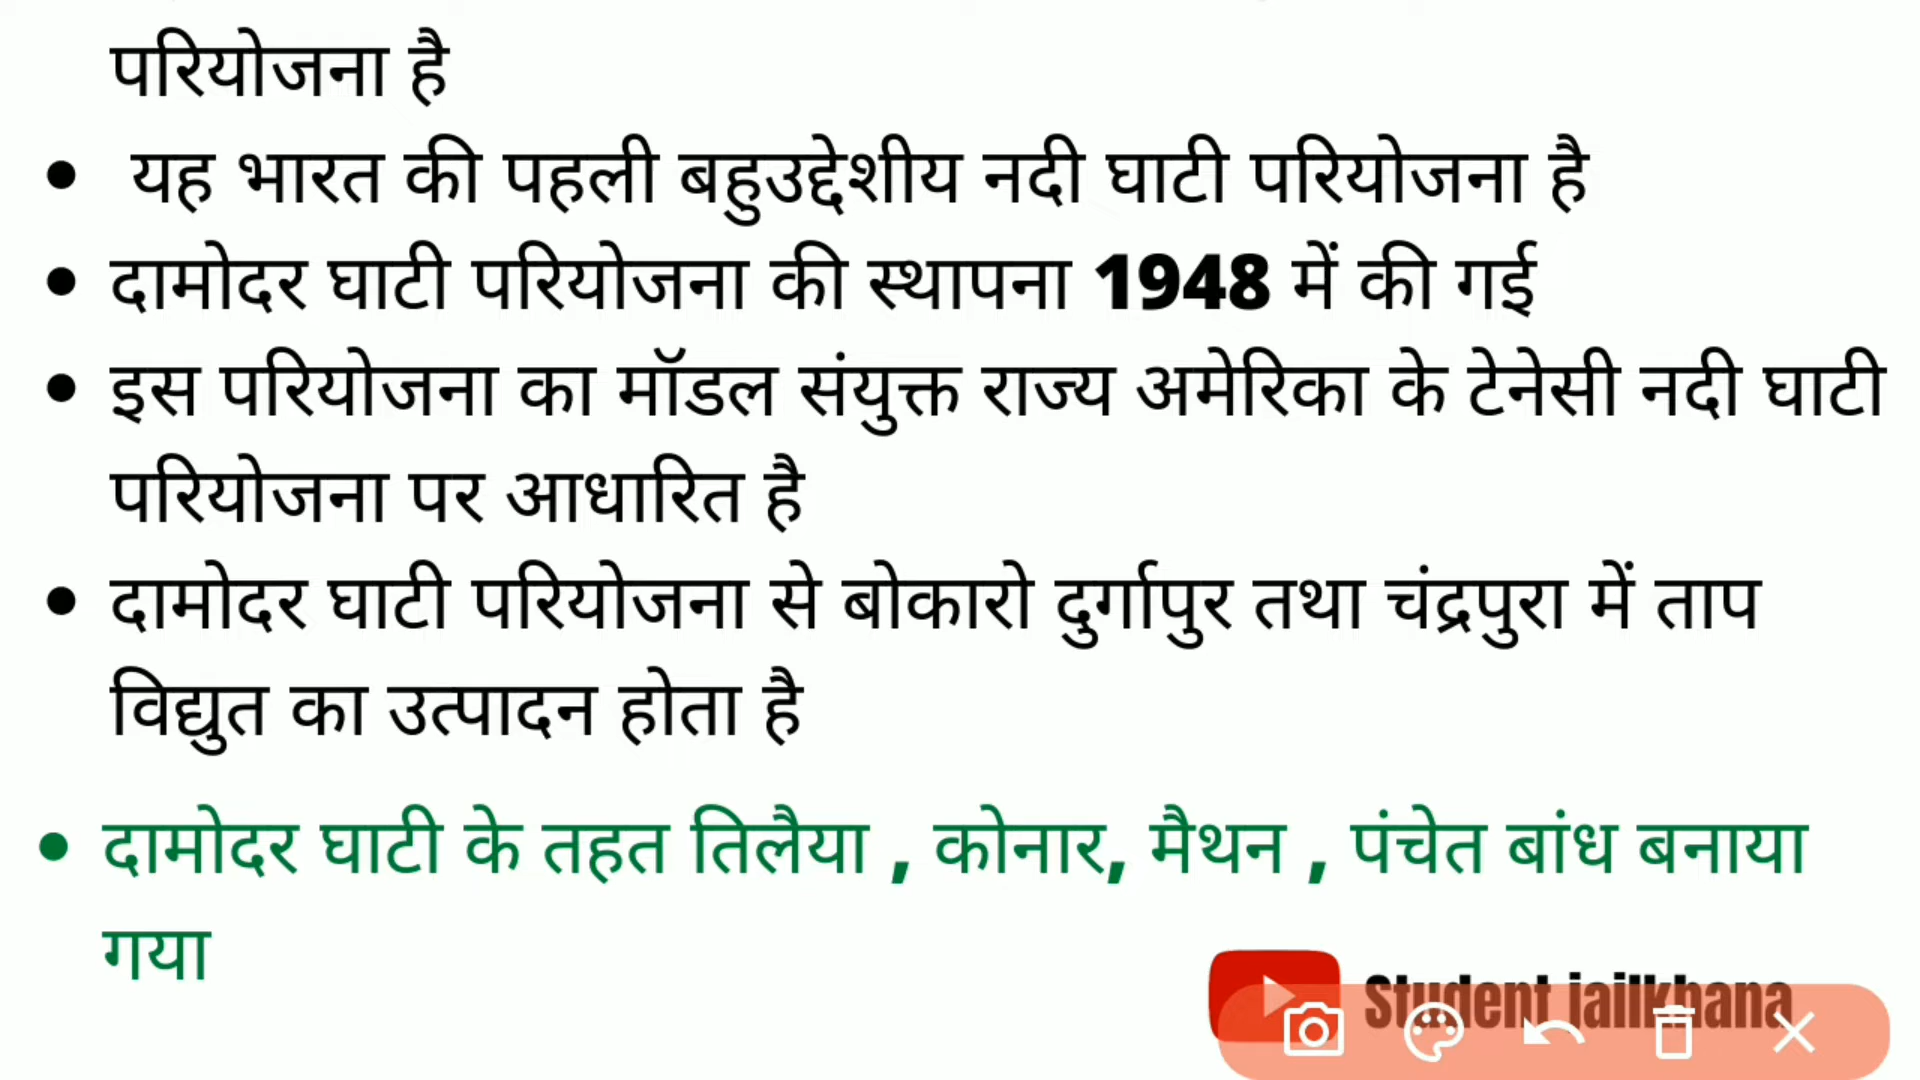 परियोजना है
• यह भारत की पहली बहुउद्देशीय नदी घाटी परियोजना है
• दामोदर घाटी परियोजना की स्थापना 1948 में की गई
• इस परियोजना का मॉडल संयुक्त राज्य अमेरिका के टेनेसी नदी घाटी
परियोजना पर आधारित है
• दामोदर घाटी परियोजना से बोकारो दुर्गापुर तथा चंद्रपुरा में ताप
विद्युत का उत्पादन होता है
• दामोदर घाटी के तहत तिलैया , कोनार, मैथन , पंचेत बांध बनाया
गया
Student jailkhana